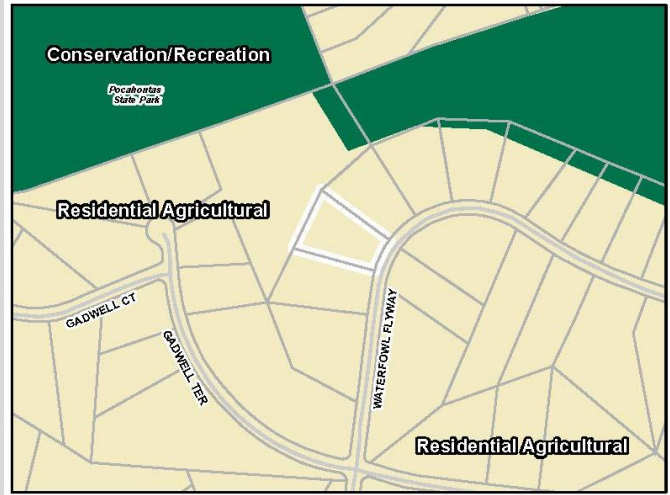 Conservation/Recreation
Pocahontas
State Park
Residential Agricultural
GADWELL CT
GADWELL TER
WATERFOWL FLYWAY
Residential Agricultural